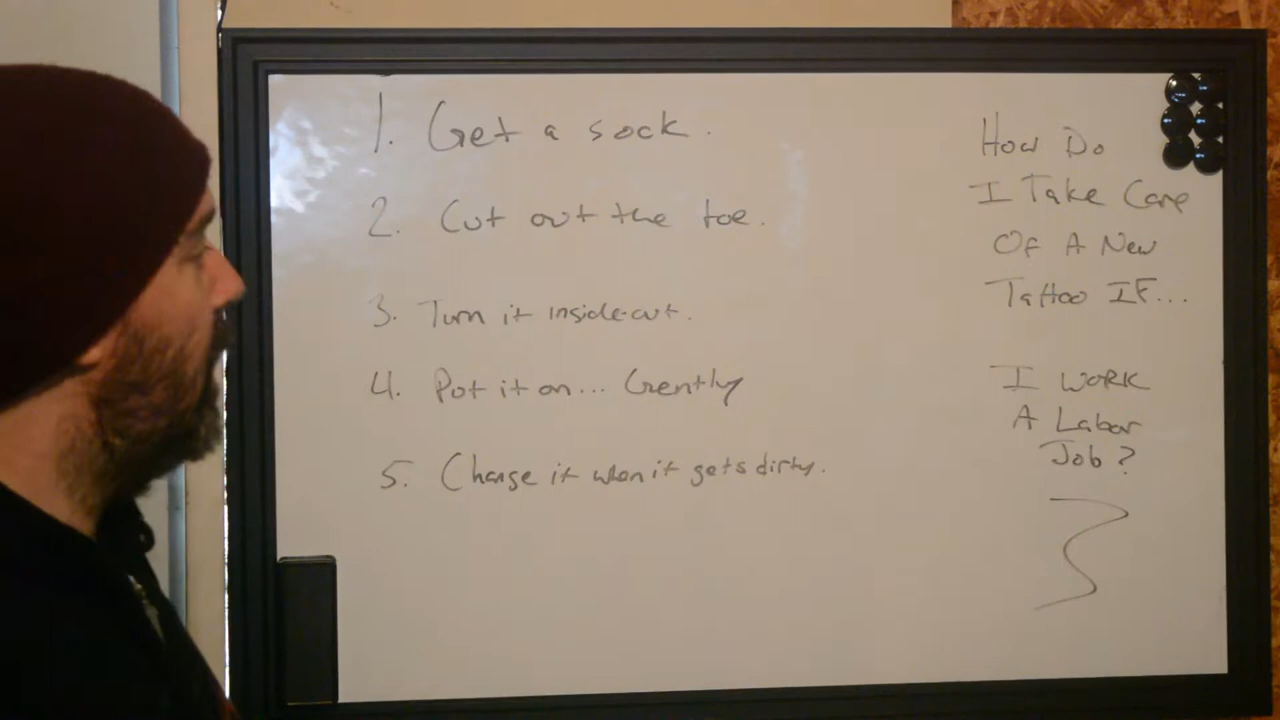 1. Get a sock.
2. Cut out the toe.
3. Turn it inside-out.
4. Put it on... Gently
5. Change it when it gets dirty.
How Do
I Take Care
Of A New
Tattoo IF...
I WORK
A Labor
Job?